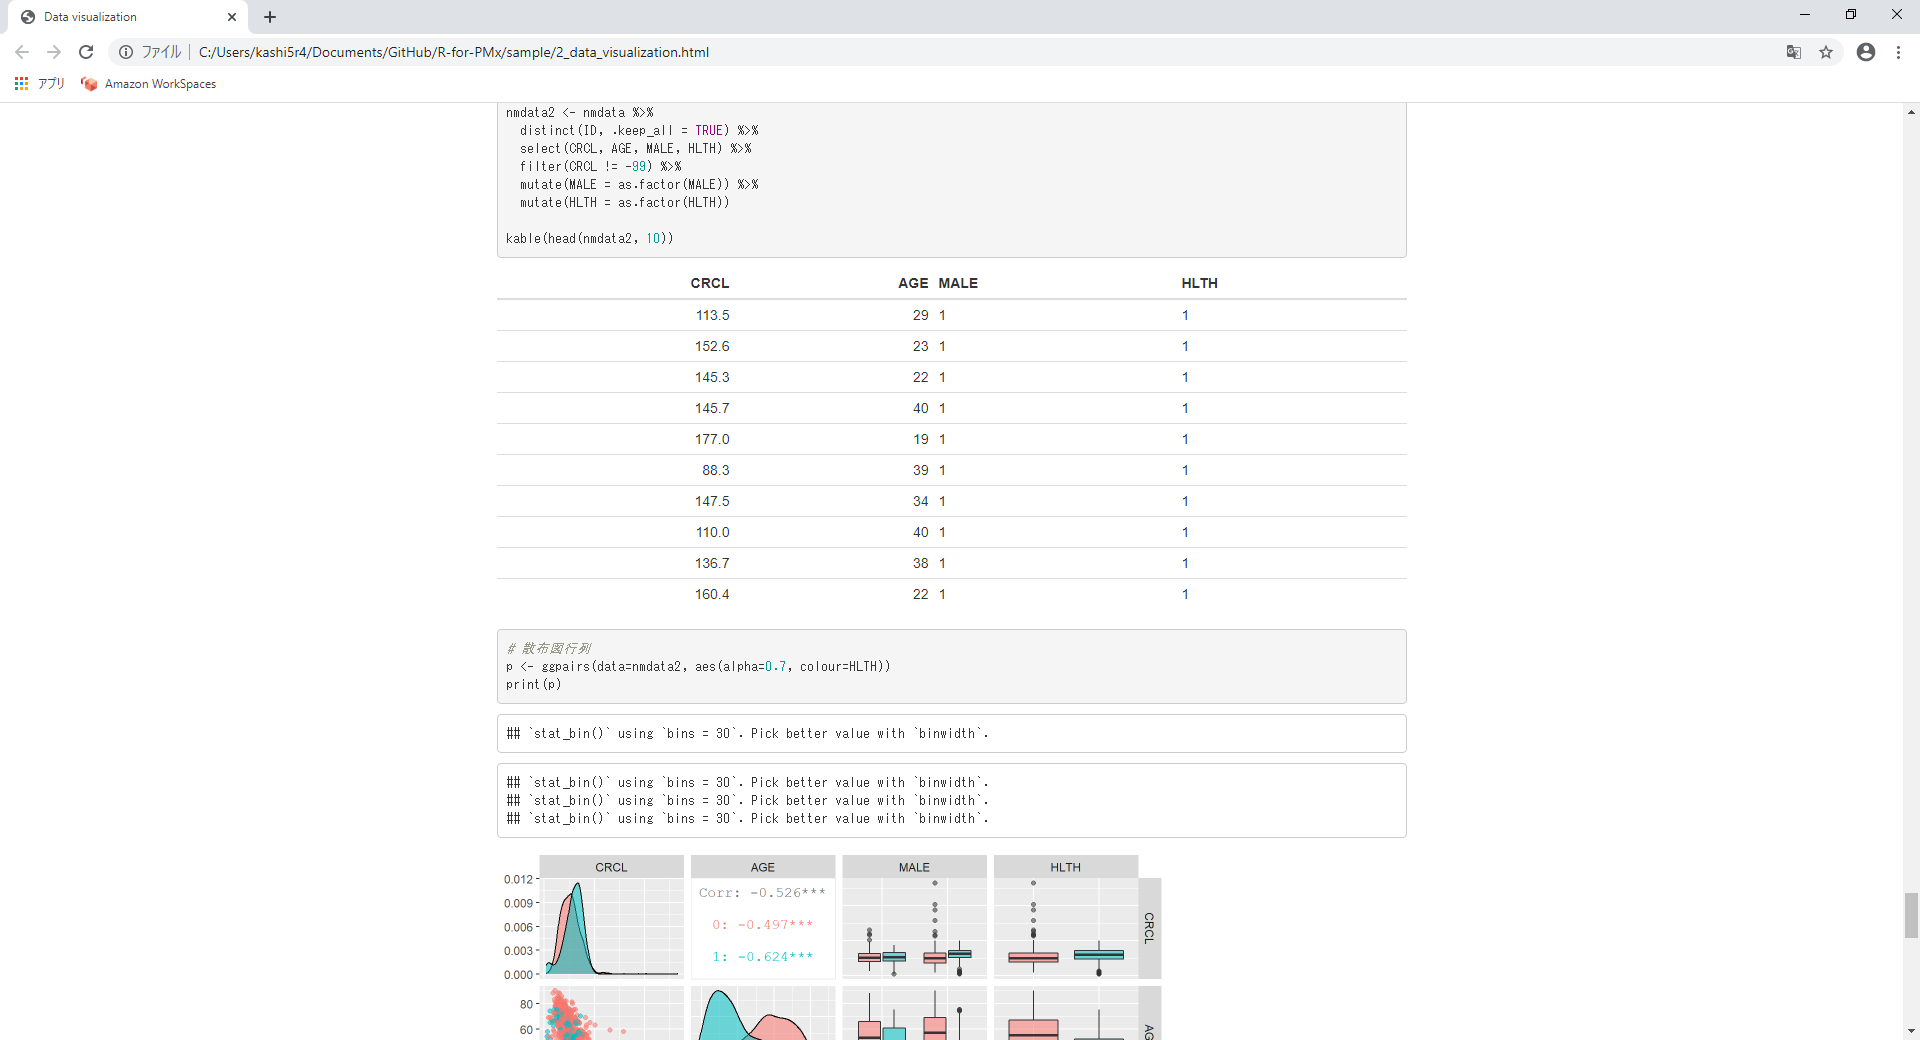 Data visualization
ファイル
C:/Users/kashi5r4/Documents/GitHub/R-for-PMx/sample/2_data_visualization.html
アプリ
Amazon WorkSpaces
nmdata2 <- nmdata %>%
  distinct(ID, .keep_all = TRUE) %>%
  select(CRCL, AGE, MALE, HLTH) %>%
  filter(CRCL != -99) %>%
  mutate(MALE = as.factor(MALE)) %>%
  mutate(HLTH = as.factor(HLTH))
kable(head(nmdata2, 10))
CRCL AGE MALE HLTH
113.5 29 1 1
152.6 23 1 1
145.3 22 1 1
145.7 40 1 1
177.0 19 1 1
88.3 39 1 1
147.5 34 1 1
110.0 40 1 1
136.7 38 1 1
160.4 22 1 1
# 散布図行列
p <- ggpairs(data=nmdata2, aes(alpha=0.7, colour=HLTH))
print(p)
## `stat_bin()` using `bins = 30`. Pick better value with `binwidth`.
## `stat_bin()` using `bins = 30`. Pick better value with `binwidth`.
## `stat_bin()` using `bins = 30`. Pick better value with `binwidth`.
## `stat_bin()` using `bins = 30`. Pick better value with `binwidth`.
CRCL AGE MALE HLTH
0.012
0.009
0.006
0.003
0.000
Corr: -0.526***
0: -0.497***
1: -0.624***
CRCL
80
60
AG